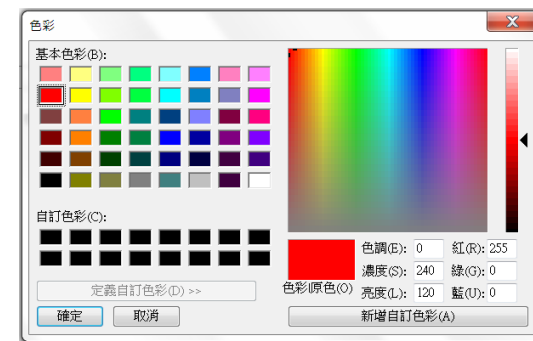 色彩
基本色彩(B):
自訂色彩(C):
定義自訂色彩(D) >>
確定 取消
色彩|原色(O)
色調(E): 0 紅(R): 255
濃度(S): 240 綠(G): 0
亮度(L): 120 藍(U): 0
新增自訂色彩(A)